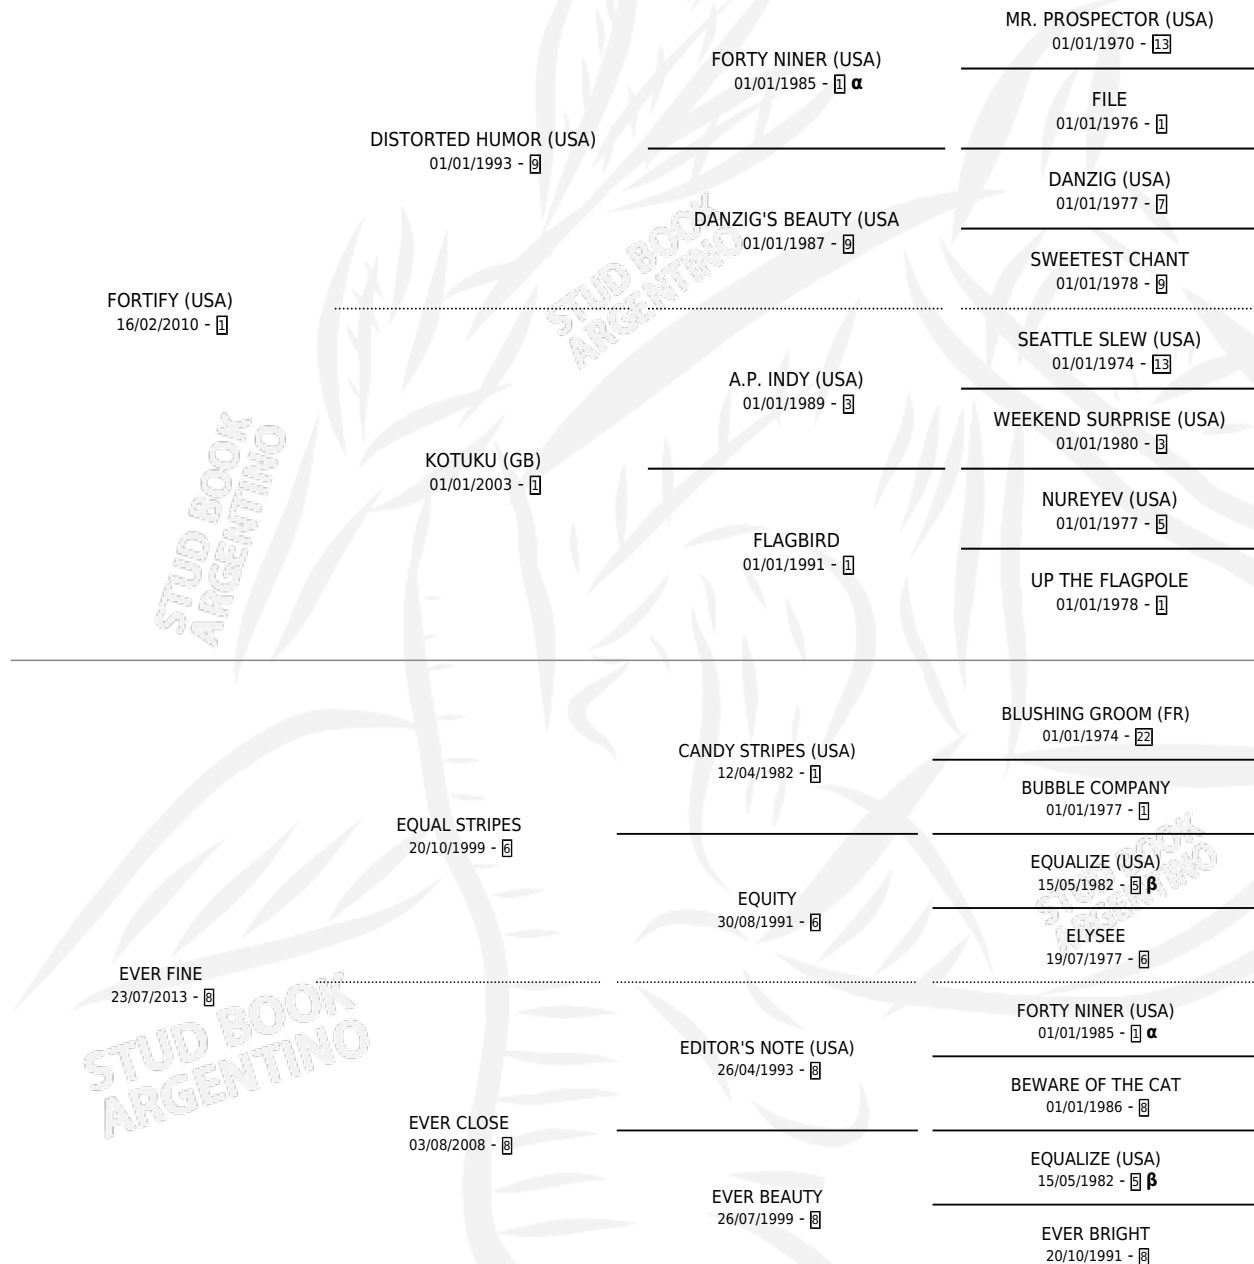 MR. PROSPECTOR (USA)
01/01/1970 - 13
FORTY NINER (USA)
01/01/1985 - 1 α
FILE
01/01/1976 - 1
DISTORTED HUMOR (USA)
01/01/1993 - 9
DANZIG (USA)
01/01/1977 - 7
DANZIG'S BEAUTY (USA
01/01/1987 - 9
SWEETEST CHANT
01/01/1978 - 9
FORTIFY (USA)
16/02/2010 - 1
SEATTLE SLEW (USA)
01/01/1974 - 13
A.P. INDY (USA)
01/01/1989 - 3
WEEKEND SURPRISE (USA)
01/01/1980 - 3
KOTUKU (GB)
01/01/2003 - 1
NUREYEV (USA)
01/01/1977 - 5
FLAGBIRD
01/01/1991 - 1
UP THE FLAGPOLE
01/01/1978 - 1
BLUSHING GROOM (FR)
01/01/1974 - 22
CANDY STRIPES (USA)
12/04/1982 - 1
BUBBLE COMPANY
01/01/1977 - 1
EQUAL STRIPES
20/10/1999 - 6
EQUALIZE (USA)
15/05/1982 - 5 β
EQUITY
30/08/1991 - 6
ELYSEE
19/07/1977 - 6
EVER FINE
23/07/2013 - 8
FORTY NINER (USA)
01/01/1985 - 1 α
EDITOR'S NOTE (USA)
26/04/1993 - 8
BEWARE OF THE CAT
01/01/1986 - 8
EVER CLOSE
03/08/2008 - 8
EQUALIZE (USA)
15/05/1982 - 5 β
EVER BEAUTY
26/07/1999 - 8
EVER BRIGHT
20/10/1991 - 8
STUD BOOK
ARGENTINO
STUD BOOK
ARGENTINO
STUD BOOK
ARGENTINO
STUD BOOK
ARGENTINO